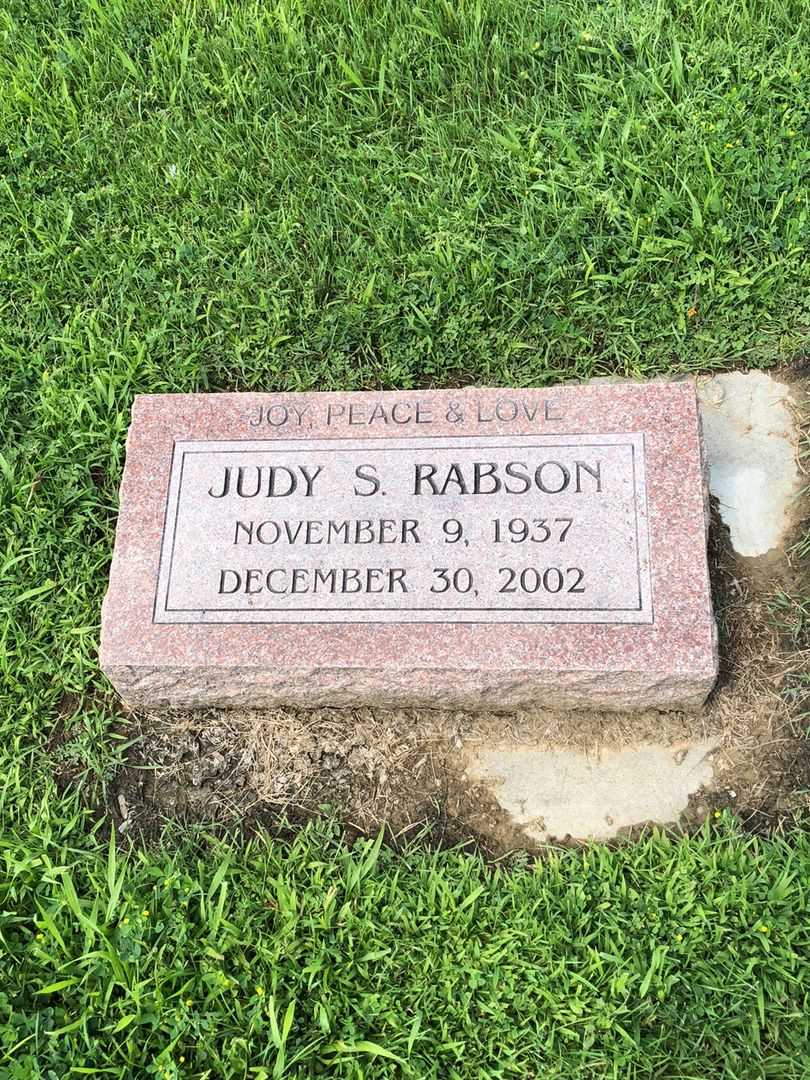 JOY, PEACE & LOVE
JUDY S. RABSON
NOVEMBER 9, 1937
DECEMBER 30, 2002